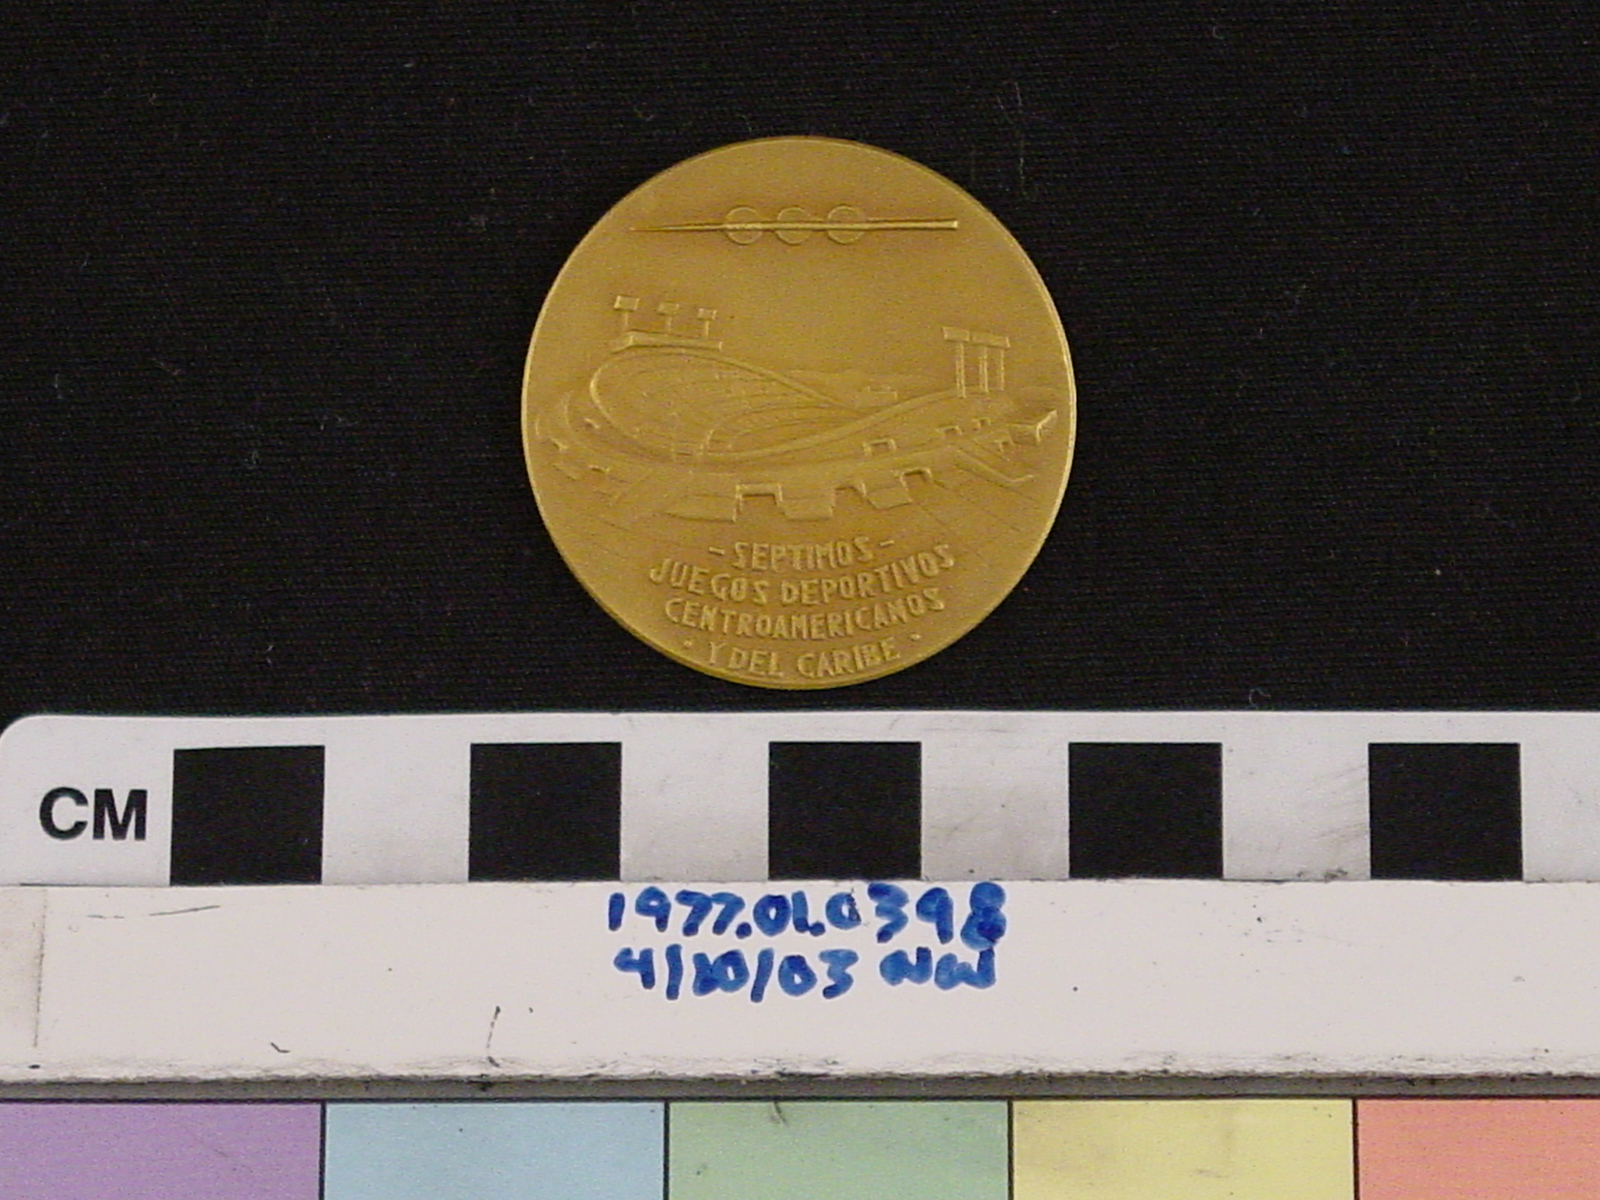 - SEPTIMOS -
JUEGOS DEPORTIVOS
CENTROAMERICANOS
· Y DEL CARIBE ·
CM
1977.01.0398
4/10/03 NW